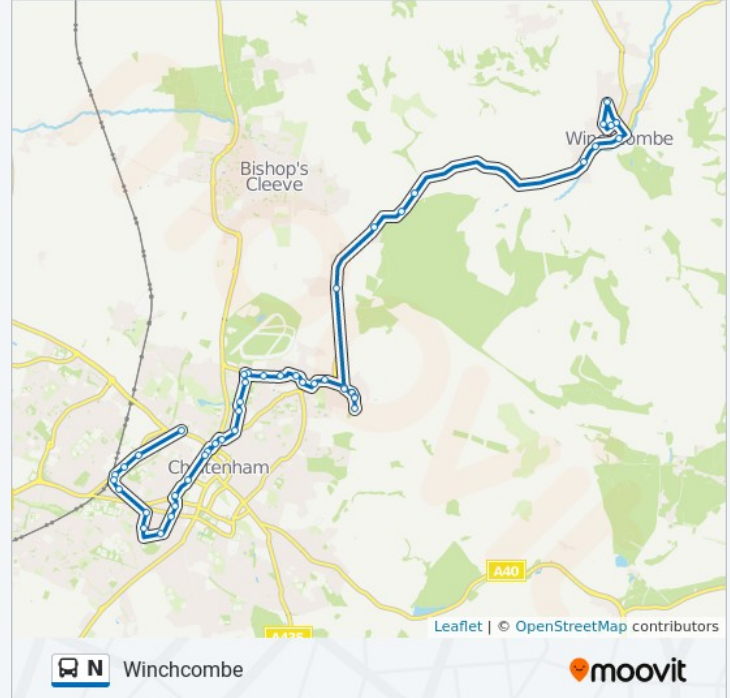 Winchcombe
Bishop's
Cleeve
Cheltenham
A40
A435
Leaflet | © OpenStreetMap contributors
N Winchcombe
moovit